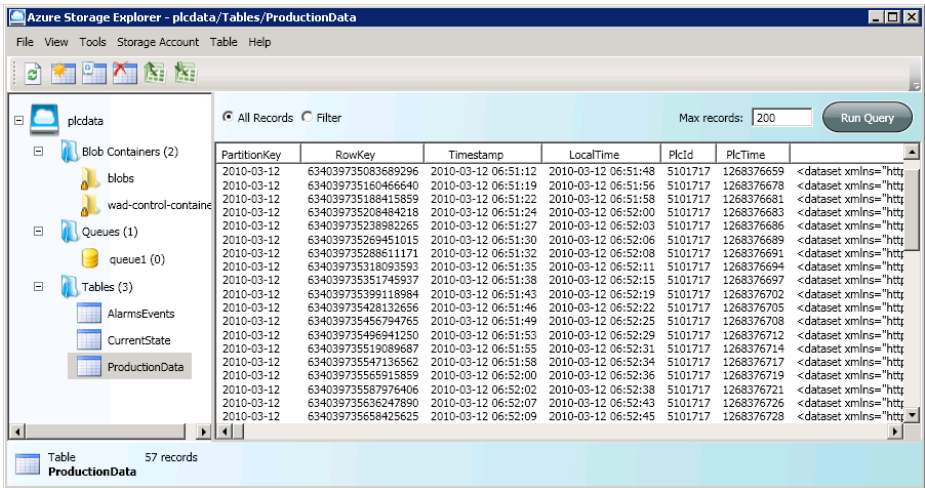 Azure Storage Explorer - plcdata/Tables/ProductionData
File View Tools Storage Account Table Help
plcdata
Blob Containers (2)
blobs
wad-control-containe
Queues (1)
queue1 (0)
Tables (3)
AlarmsEvents
CurrentState
ProductionData
All Records Filter Max records: 200 Run Query
PartitionKey RowKey Timestamp LocalTime PlcId PlcTime
2010-03-12 634039735083689296 2010-03-12 06:51:12 2010-03-12 06:51:48 5101717 1268376659 <dataset xmlns="http
2010-03-12 634039735160466640 2010-03-12 06:51:19 2010-03-12 06:51:56 5101717 1268376678 <dataset xmlns="http
2010-03-12 634039735188415859 2010-03-12 06:51:22 2010-03-12 06:51:58 5101717 1268376681 <dataset xmlns="http
2010-03-12 634039735208484218 2010-03-12 06:51:24 2010-03-12 06:52:00 5101717 1268376683 <dataset xmlns="http
2010-03-12 634039735238982265 2010-03-12 06:51:27 2010-03-12 06:52:03 5101717 1268376686 <dataset xmlns="http
2010-03-12 634039735269451015 2010-03-12 06:51:30 2010-03-12 06:52:06 5101717 1268376689 <dataset xmlns="http
2010-03-12 634039735288611171 2010-03-12 06:51:32 2010-03-12 06:52:08 5101717 1268376691 <dataset xmlns="http
2010-03-12 634039735318093593 2010-03-12 06:51:35 2010-03-12 06:52:11 5101717 1268376694 <dataset xmlns="http
2010-03-12 634039735351745937 2010-03-12 06:51:38 2010-03-12 06:52:15 5101717 1268376697 <dataset xmlns="http
2010-03-12 634039735399118984 2010-03-12 06:51:43 2010-03-12 06:52:19 5101717 1268376702 <dataset xmlns="http
2010-03-12 634039735428132656 2010-03-12 06:51:46 2010-03-12 06:52:22 5101717 1268376705 <dataset xmlns="http
2010-03-12 634039735456794765 2010-03-12 06:51:49 2010-03-12 06:52:25 5101717 1268376708 <dataset xmlns="http
2010-03-12 634039735496941250 2010-03-12 06:51:53 2010-03-12 06:52:29 5101717 1268376712 <dataset xmlns="http
2010-03-12 634039735519089687 2010-03-12 06:51:55 2010-03-12 06:52:31 5101717 1268376714 <dataset xmlns="http
2010-03-12 634039735547136562 2010-03-12 06:51:58 2010-03-12 06:52:34 5101717 1268376717 <dataset xmlns="http
2010-03-12 634039735565915859 2010-03-12 06:52:00 2010-03-12 06:52:36 5101717 1268376719 <dataset xmlns="http
2010-03-12 634039735587976406 2010-03-12 06:52:02 2010-03-12 06:52:38 5101717 1268376721 <dataset xmlns="http
2010-03-12 634039735636247890 2010-03-12 06:52:07 2010-03-12 06:52:43 5101717 1268376726 <dataset xmlns="http
2010-03-12 634039735658425625 2010-03-12 06:52:09 2010-03-12 06:52:45 5101717 1268376728 <dataset xmlns="http
Table 57 records
ProductionData